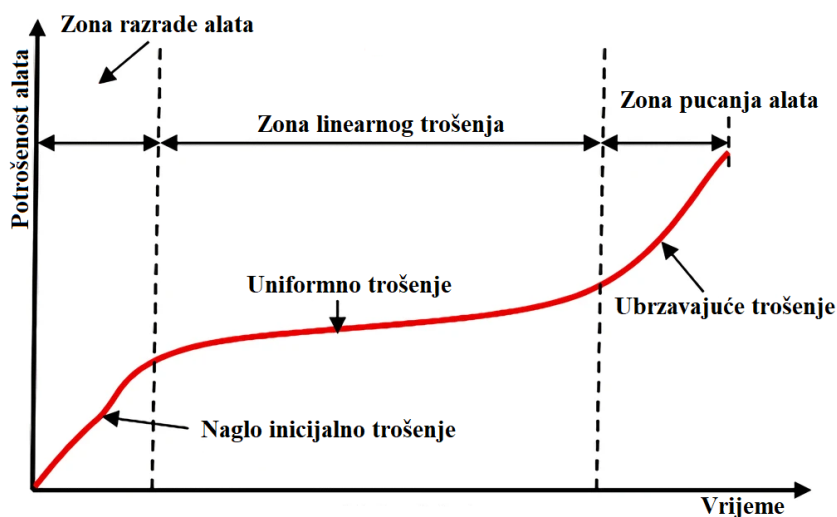 Zona razrade alata
Potrošenost alata
Zona linearnog trošenja
Zona pucanja alata
Uniformno trošenje
Ubrzavajuće trošenje
Naglo inicijalno trošenje
Vrijeme